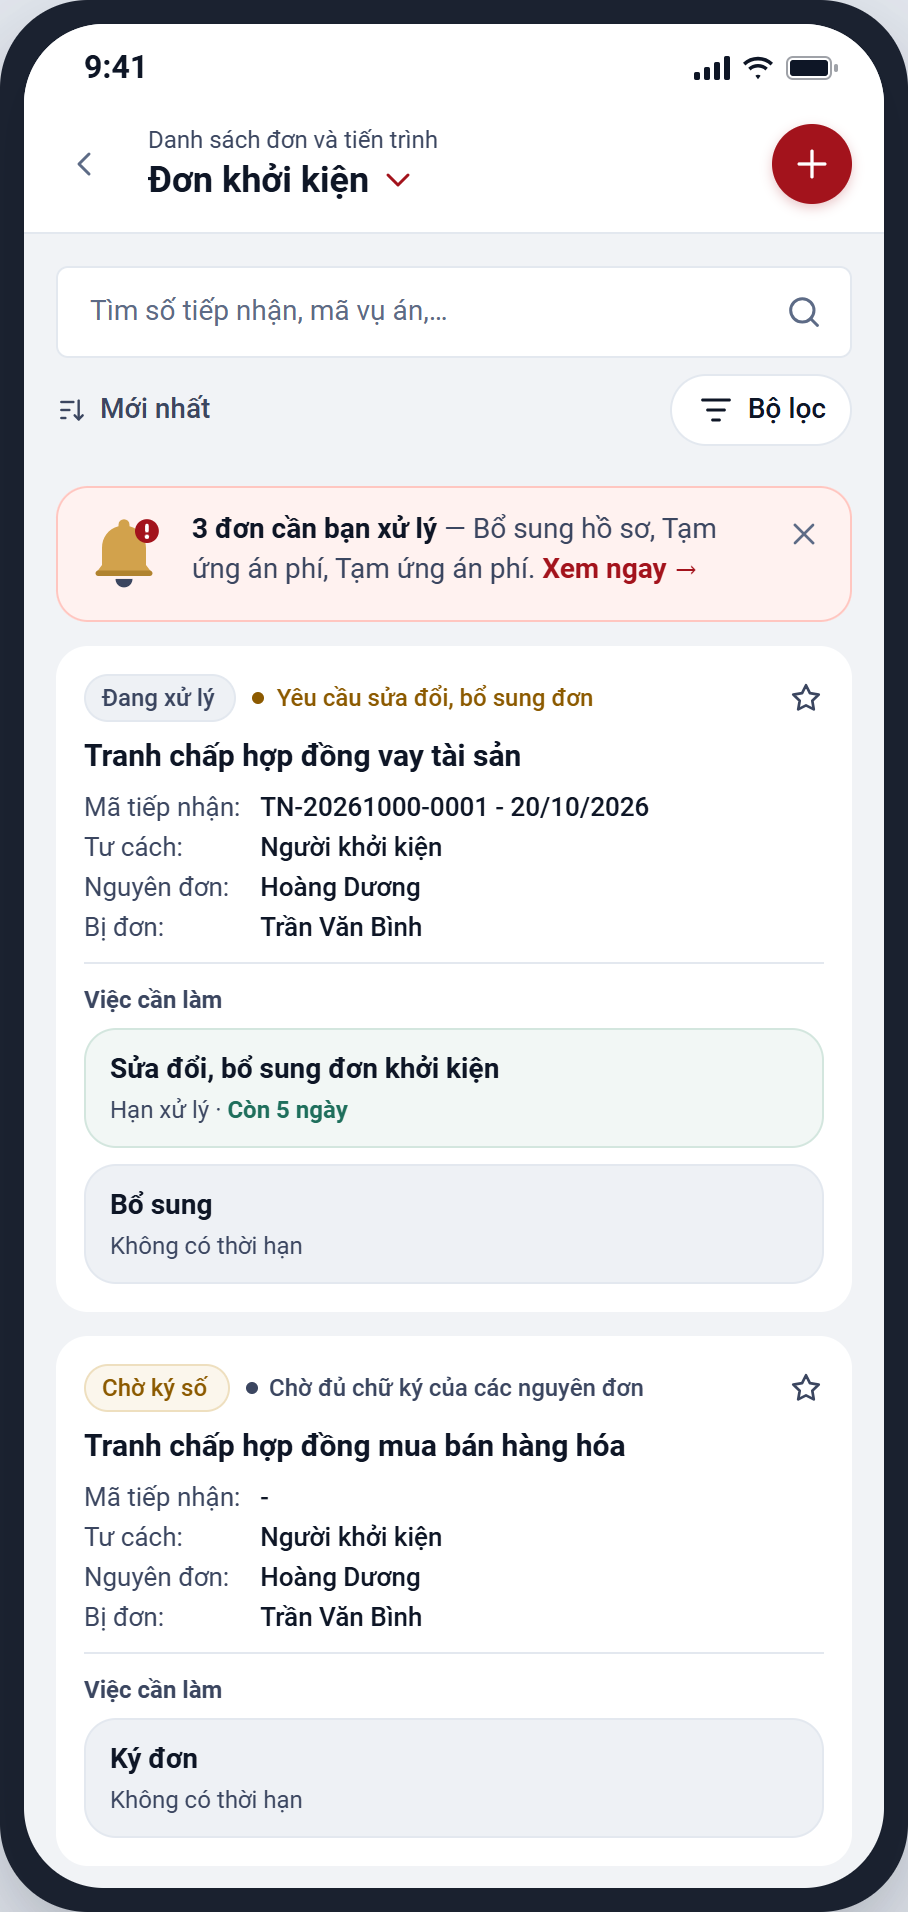 9:41
Danh sách đơn và tiến trình
Đơn khởi kiện
Tìm số tiếp nhận, mã vụ án,...
Mới nhất
Bộ lọc
3 đơn cần bạn xử lý — Bổ sung hồ sơ, Tạm
ứng án phí, Tạm ứng án phí. Xem ngay →
Đang xử lý
Yêu cầu sửa đổi, bổ sung đơn
Tranh chấp hợp đồng vay tài sản
Mã tiếp nhận: TN-20261000-0001 - 20/10/2026
Tư cách: Người khởi kiện
Nguyên đơn: Hoàng Dương
Bị đơn: Trần Văn Bình
Việc cần làm
Sửa đổi, bổ sung đơn khởi kiện
Hạn xử lý · Còn 5 ngày
Bổ sung
Không có thời hạn
Chờ ký số
Chờ đủ chữ ký của các nguyên đơn
Tranh chấp hợp đồng mua bán hàng hóa
Mã tiếp nhận: -
Tư cách: Người khởi kiện
Nguyên đơn: Hoàng Dương
Bị đơn: Trần Văn Bình
Việc cần làm
Ký đơn
Không có thời hạn